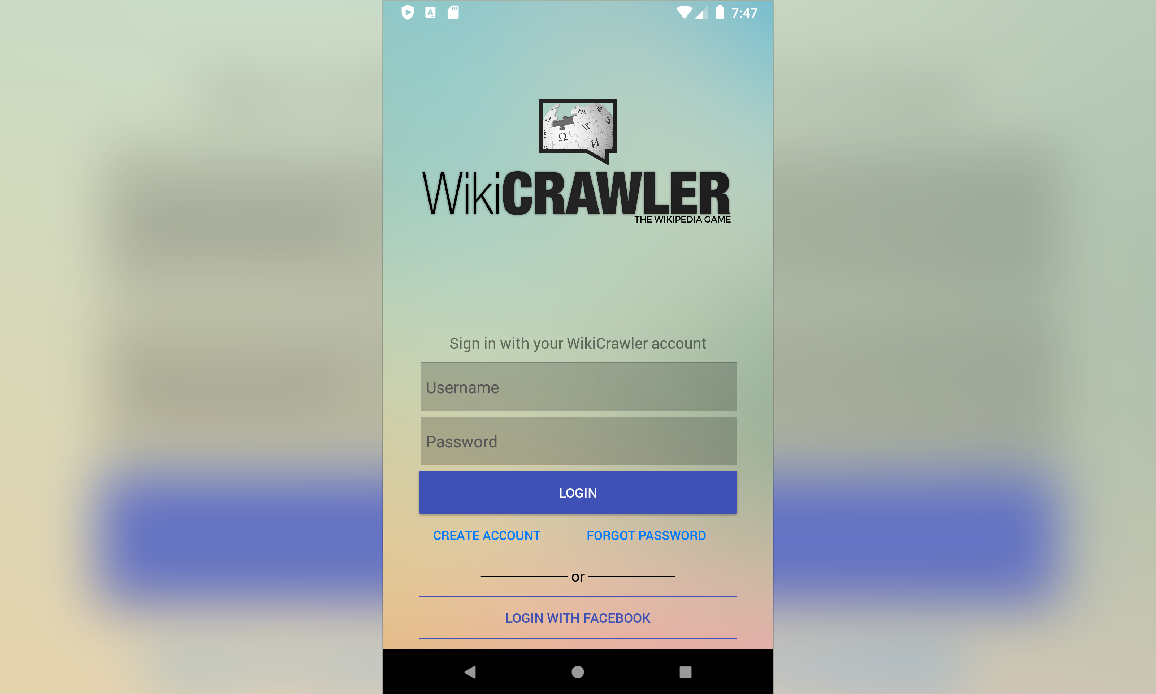 7:47
WikiCRAWLER
THE WIKIPEDIA GAME
Sign in with your WikiCrawler account
Username
Password
LOGIN
CREATE ACCOUNT FORGOT PASSWORD
or
LOGIN WITH FACEBOOK